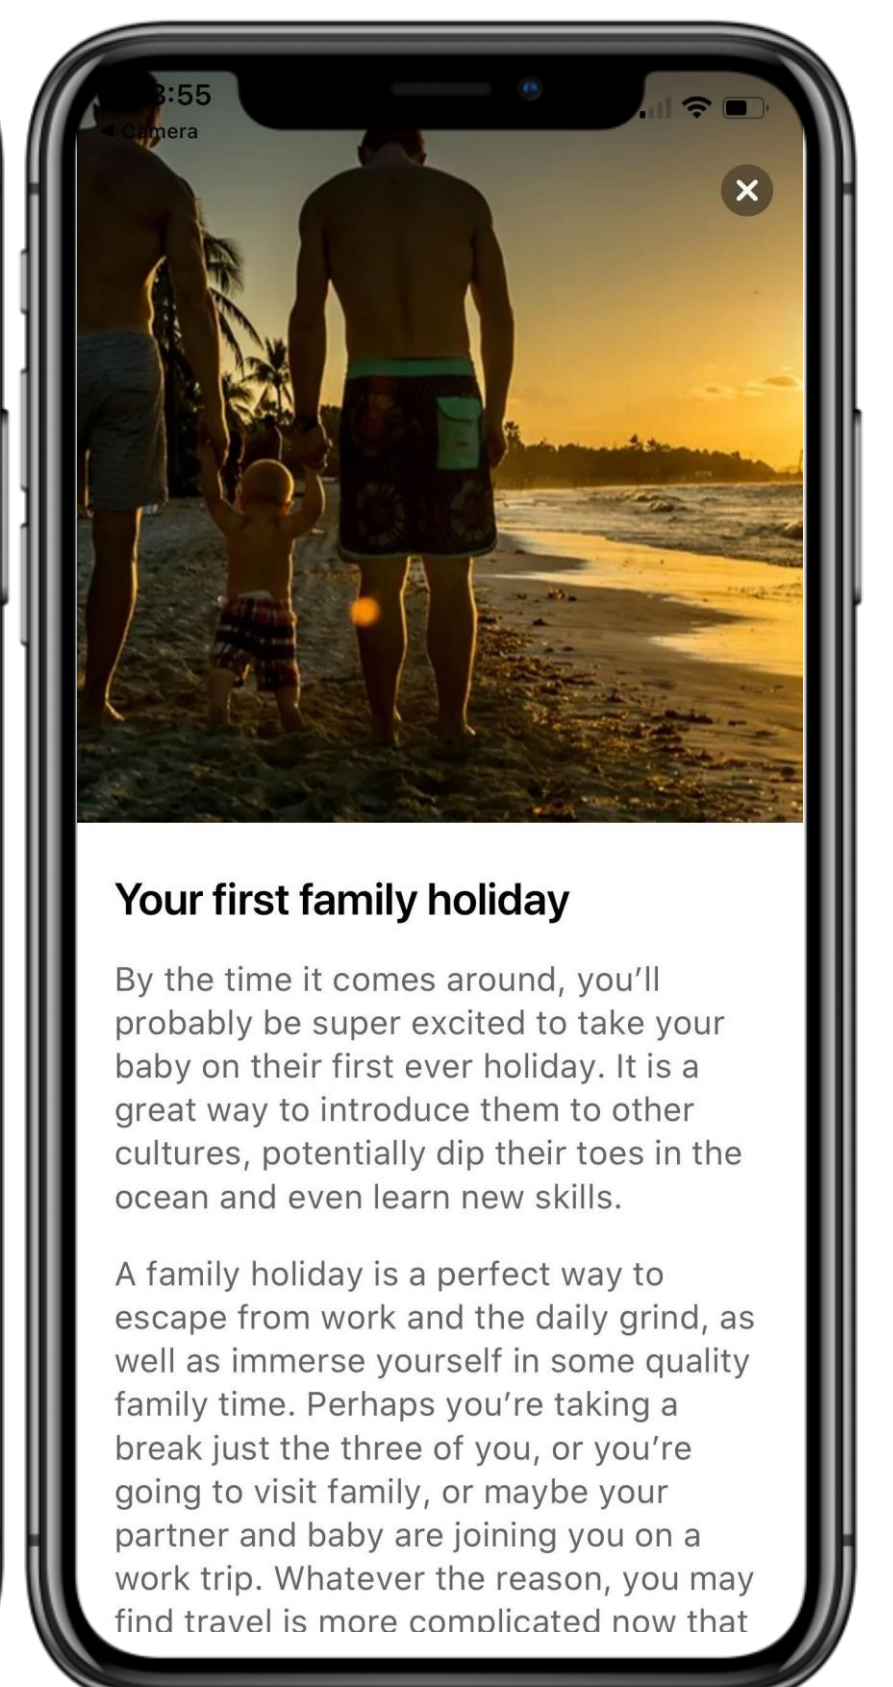 :55
◀ Camera
Your first family holiday
By the time it comes around, you’ll
probably be super excited to take your
baby on their first ever holiday. It is a
great way to introduce them to other
cultures, potentially dip their toes in the
ocean and even learn new skills.
A family holiday is a perfect way to
escape from work and the daily grind, as
well as immerse yourself in some quality
family time. Perhaps you’re taking a
break just the three of you, or you’re
going to visit family, or maybe your
partner and baby are joining you on a
work trip. Whatever the reason, you may
find travel is more complicated now that